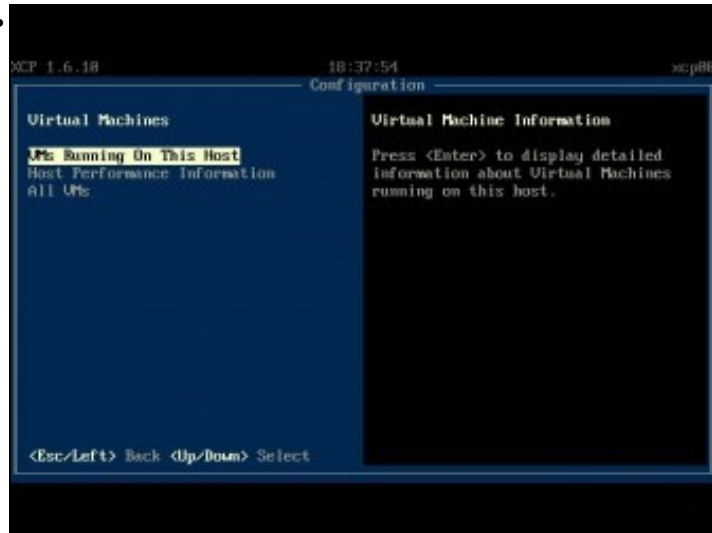 XCP 1.6.10 18:37:54
Configuration
Virtual Machines
VMs Running On This Host
Host Performance Information
All VMs
<Esc/Left> Back <Up/Down> Select
Virtual Machine Information
Press <Enter> to display detailed
information about Virtual Machines
running on this host.